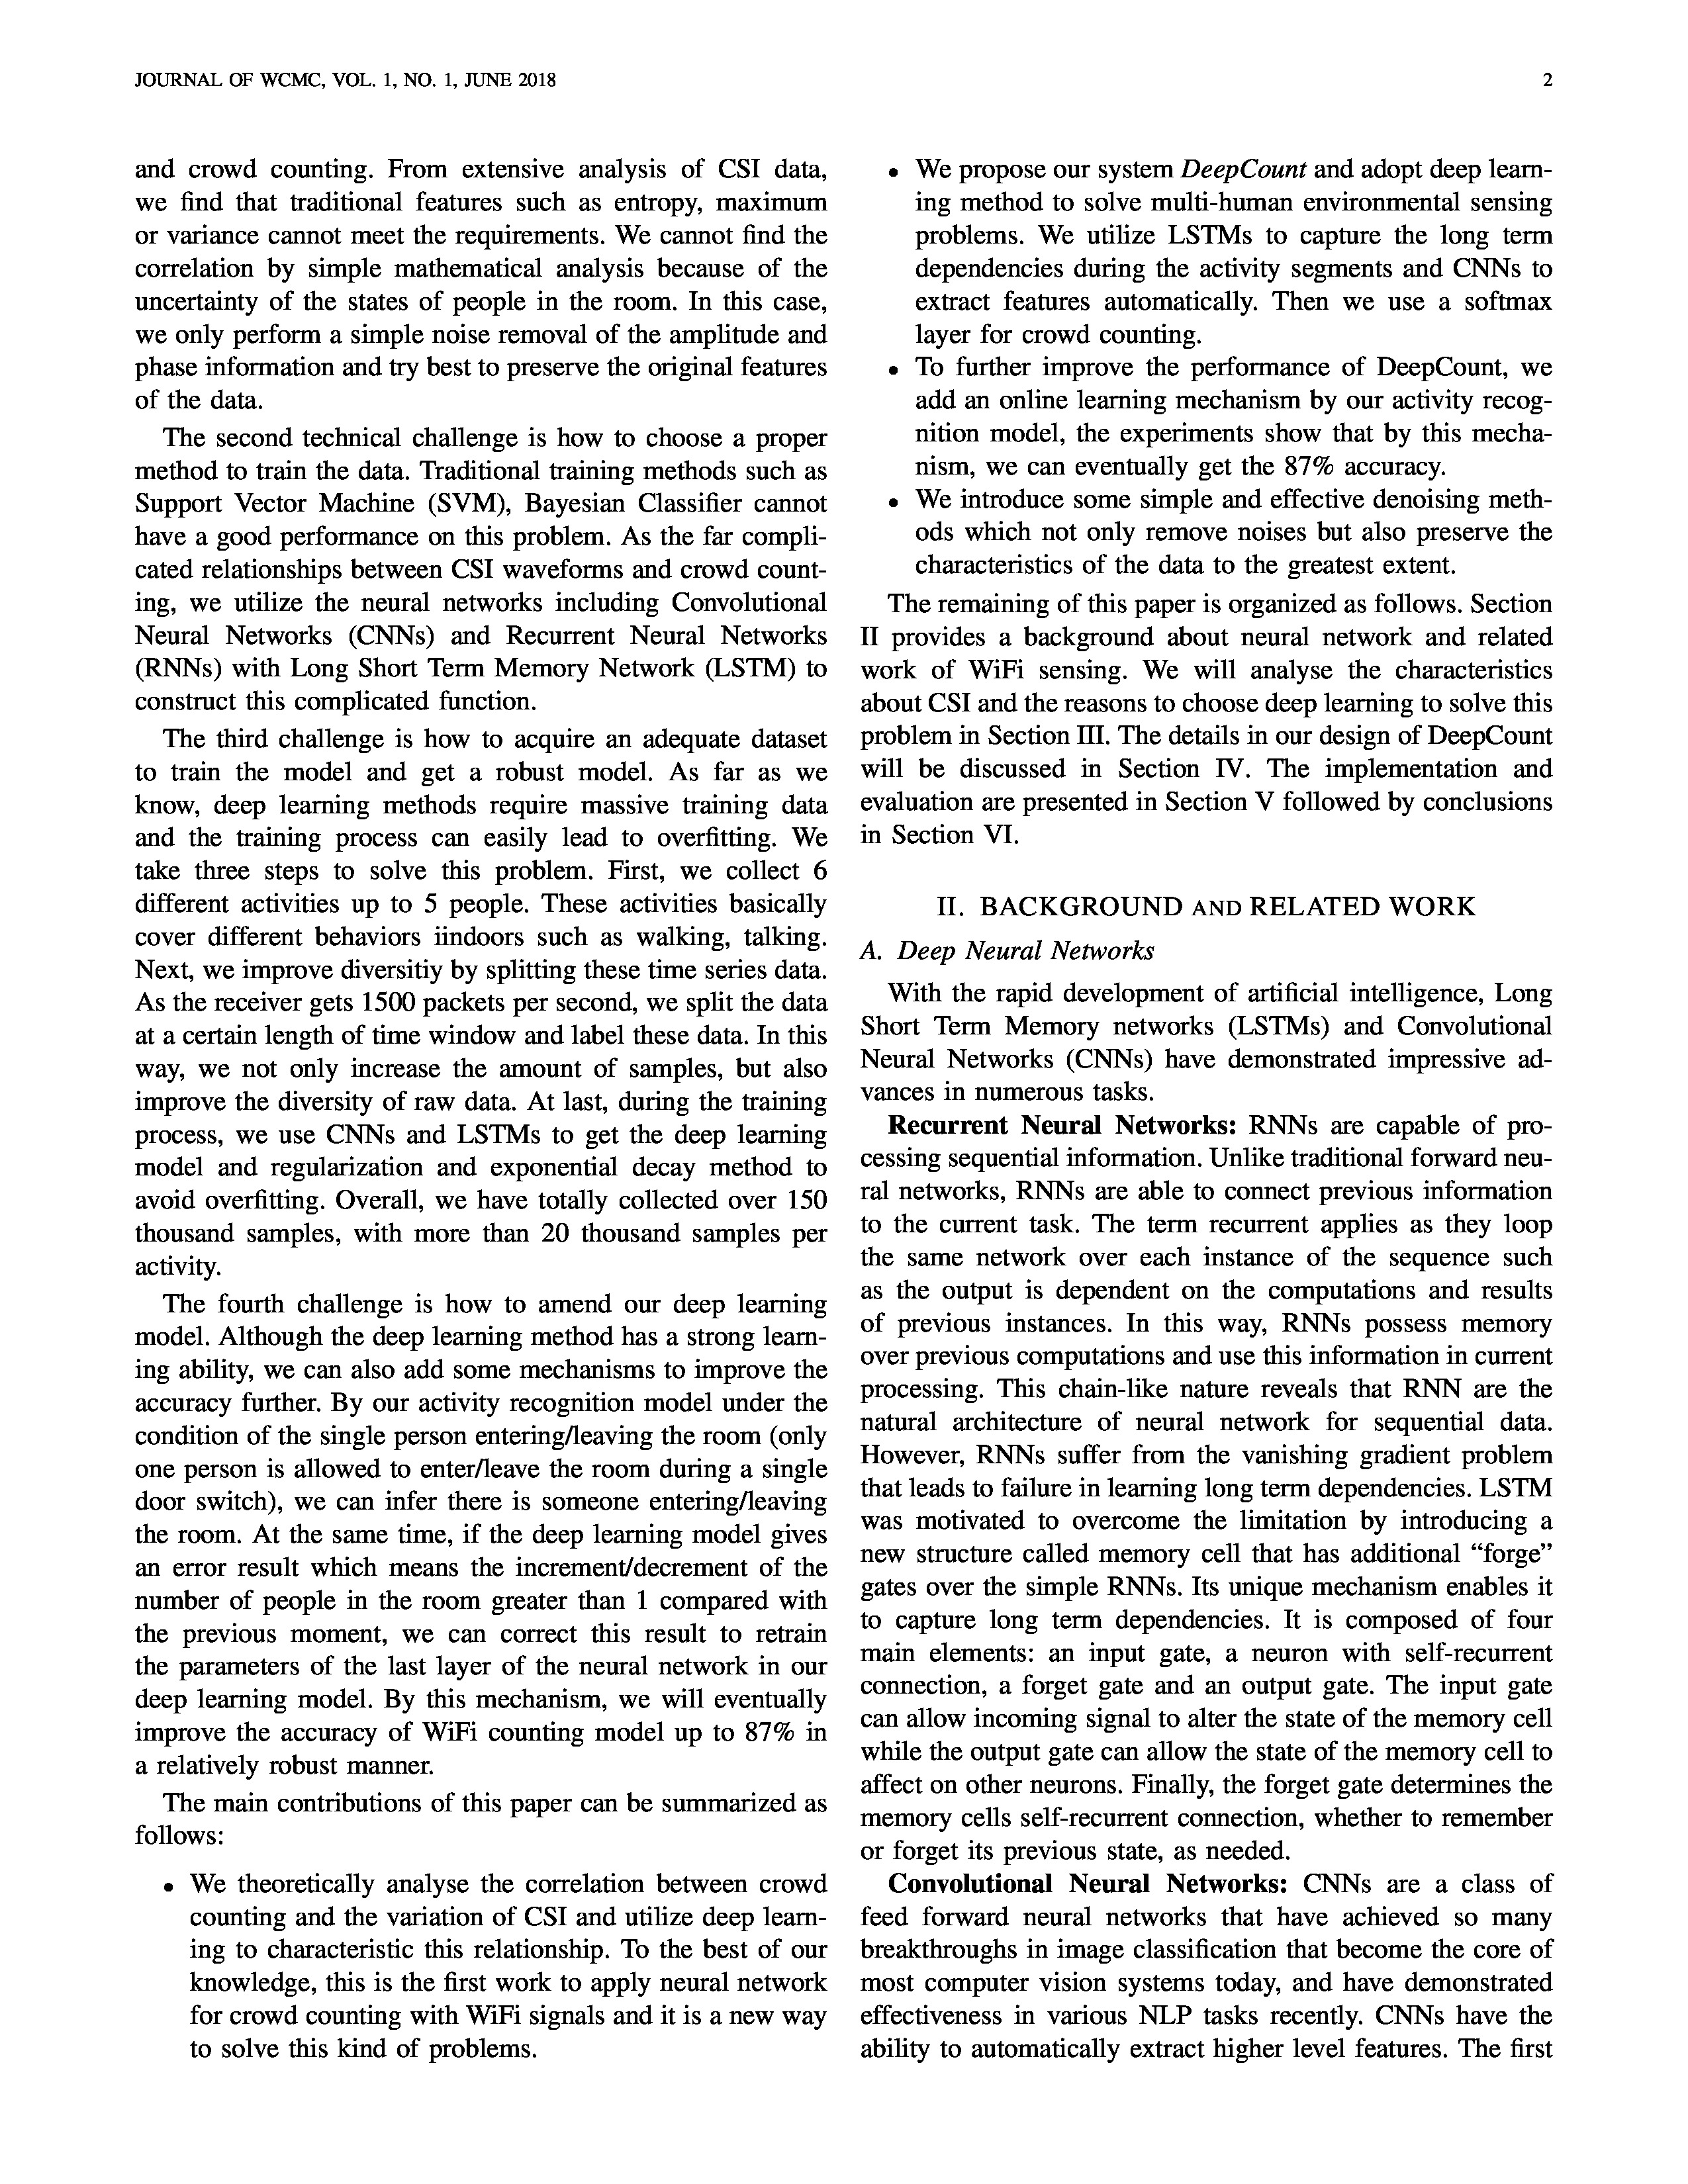 JOURNAL OF WCMC, VOL. 1, NO. 1, JUNE 2018
2
and crowd counting. From extensive analysis of CSI data,
we find that traditional features such as entropy, maximum
or variance cannot meet the requirements. We cannot find the
correlation by simple mathematical analysis because of the
uncertainty of the states of people in the room. In this case,
we only perform a simple noise removal of the amplitude and
phase information and try best to preserve the original features
of the data.
The second technical challenge is how to choose a proper
method to train the data. Traditional training methods such as
Support Vector Machine (SVM), Bayesian Classifier cannot
have a good performance on this problem. As the far compli-
cated relationships between CSI waveforms and crowd count-
ing, we utilize the neural networks including Convolutional
Neural Networks (CNNs) and Recurrent Neural Networks
(RNNs) with Long Short Term Memory Network (LSTM) to
construct this complicated function.
The third challenge is how to acquire an adequate dataset
to train the model and get a robust model. As far as we
know, deep learning methods require massive training data
and the training process can easily lead to overfitting. We
take three steps to solve this problem. First, we collect 6
different activities up to 5 people. These activities basically
cover different behaviors iindoors such as walking, talking.
Next, we improve diversitiy by splitting these time series data.
As the receiver gets 1500 packets per second, we split the data
at a certain length of time window and label these data. In this
way, we not only increase the amount of samples, but also
improve the diversity of raw data. At last, during the training
process, we use CNNs and LSTMs to get the deep learning
model and regularization and exponential decay method to
avoid overfitting. Overall, we have totally collected over 150
thousand samples, with more than 20 thousand samples per
activity.
The fourth challenge is how to amend our deep learning
model. Although the deep learning method has a strong learn-
ing ability, we can also add some mechanisms to improve the
accuracy further. By our activity recognition model under the
condition of the single person entering/leaving the room (only
one person is allowed to enter/leave the room during a single
door switch), we can infer there is someone entering/leaving
the room. At the same time, if the deep learning model gives
an error result which means the increment/decrement of the
number of people in the room greater than 1 compared with
the previous moment, we can correct this result to retrain
the parameters of the last layer of the neural network in our
deep learning model. By this mechanism, we will eventually
improve the accuracy of WiFi counting model up to 87% in
a relatively robust manner.
The main contributions of this paper can be summarized as
follows:
• We theoretically analyse the correlation between crowd
counting and the variation of CSI and utilize deep learn-
ing to characteristic this relationship. To the best of our
knowledge, this is the first work to apply neural network
for crowd counting with WiFi signals and it is a new way
to solve this kind of problems.
• We propose our system DeepCount and adopt deep learn-
ing method to solve multi-human environmental sensing
problems. We utilize LSTMs to capture the long term
dependencies during the activity segments and CNNs to
extract features automatically. Then we use a softmax
layer for crowd counting.
• To further improve the performance of DeepCount, we
add an online learning mechanism by our activity recog-
nition model, the experiments show that by this mecha-
nism, we can eventually get the 87% accuracy.
• We introduce some simple and effective denoising meth-
ods which not only remove noises but also preserve the
characteristics of the data to the greatest extent.
The remaining of this paper is organized as follows. Section
II provides a background about neural network and related
work of WiFi sensing. We will analyse the characteristics
about CSI and the reasons to choose deep learning to solve this
problem in Section III. The details in our design of DeepCount
will be discussed in Section IV. The implementation and
evaluation are presented in Section V followed by conclusions
in Section VI.
II. BACKGROUND AND RELATED WORK
A. Deep Neural Networks
With the rapid development of artificial intelligence, Long
Short Term Memory networks (LSTMs) and Convolutional
Neural Networks (CNNs) have demonstrated impressive ad-
vances in numerous tasks.
Recurrent Neural Networks: RNNs are capable of pro-
cessing sequential information. Unlike traditional forward neu-
ral networks, RNNs are able to connect previous information
to the current task. The term recurrent applies as they loop
the same network over each instance of the sequence such
as the output is dependent on the computations and results
of previous instances. In this way, RNNs possess memory
over previous computations and use this information in current
processing. This chain-like nature reveals that RNN are the
natural architecture of neural network for sequential data.
However, RNNs suffer from the vanishing gradient problem
that leads to failure in learning long term dependencies. LSTM
was motivated to overcome the limitation by introducing a
new structure called memory cell that has additional “forge”
gates over the simple RNNs. Its unique mechanism enables it
to capture long term dependencies. It is composed of four
main elements: an input gate, a neuron with self-recurrent
connection, a forget gate and an output gate. The input gate
can allow incoming signal to alter the state of the memory cell
while the output gate can allow the state of the memory cell to
affect on other neurons. Finally, the forget gate determines the
memory cells self-recurrent connection, whether to remember
or forget its previous state, as needed.
Convolutional Neural Networks: CNNs are a class of
feed forward neural networks that have achieved so many
breakthroughs in image classification that become the core of
most computer vision systems today, and have demonstrated
effectiveness in various NLP tasks recently. CNNs have the
ability to automatically extract higher level features. The first